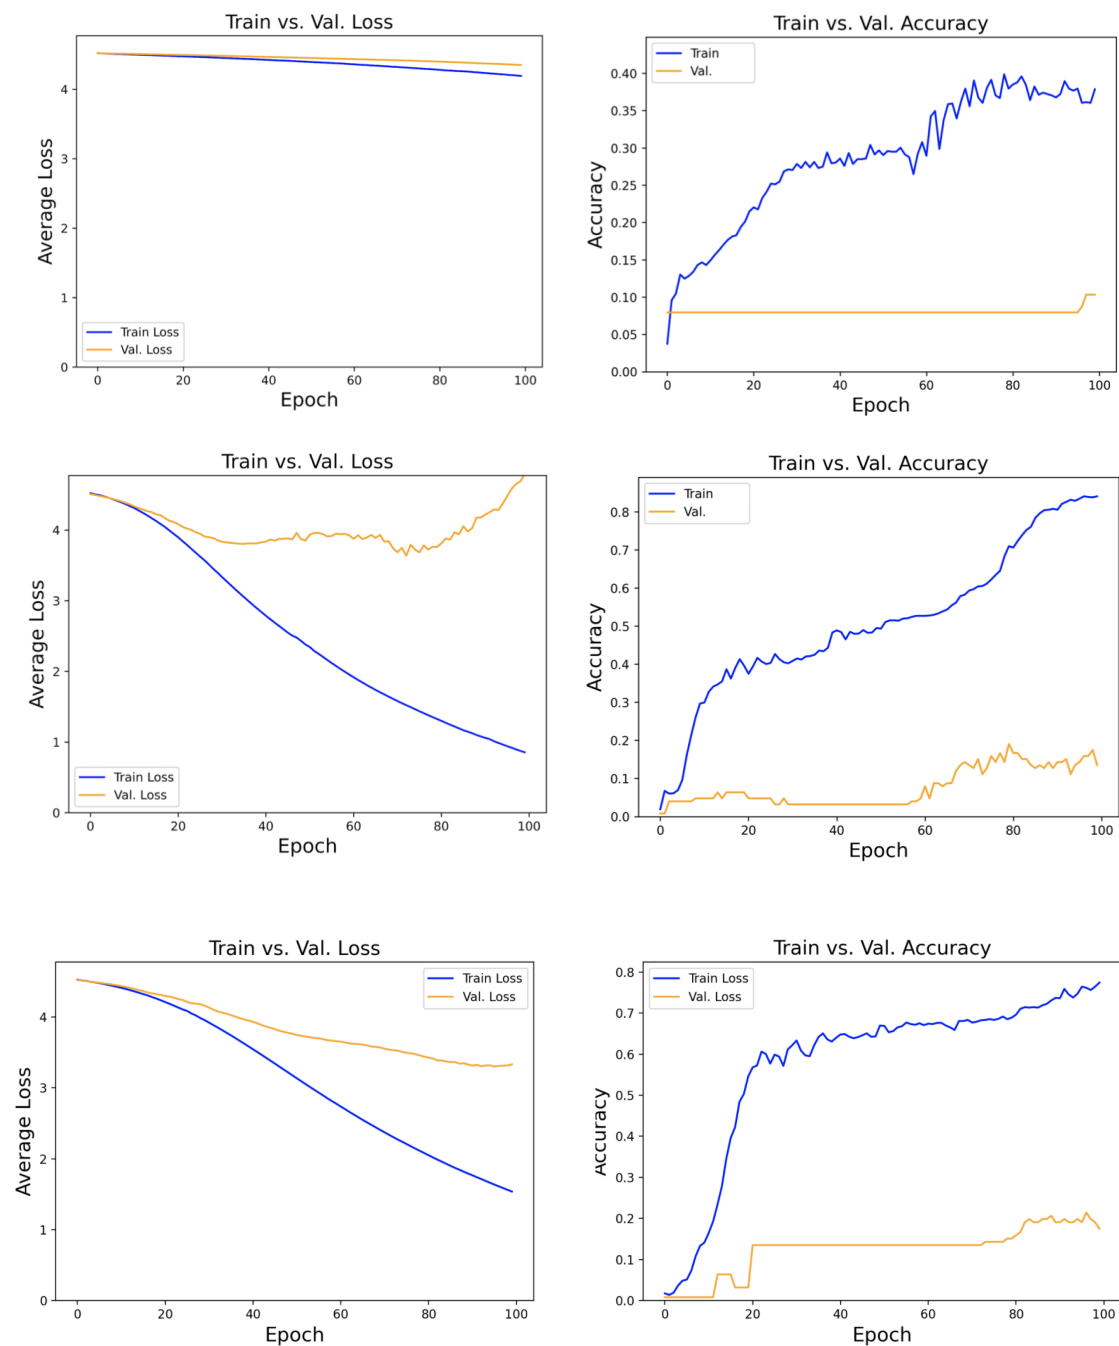 Train vs. Val. Loss
Average Loss
4
3
2
1
0
Train Loss
Val. Loss
0 20 40 60 80 100
Epoch
Train vs. Val. Accuracy
Accuracy
Train
Val.
0.40
0.35
0.30
0.25
0.20
0.15
0.10
0.05
0.00
0 20 40 60 80 100
Epoch
Train vs. Val. Loss
Average Loss
4
3
2
1
0
Train Loss
Val. Loss
0 20 40 60 80 100
Epoch
Train vs. Val. Accuracy
Accuracy
Train
Val.
0.8
0.7
0.6
0.5
0.4
0.3
0.2
0.1
0.0
0 20 40 60 80 100
Epoch
Train vs. Val. Loss
Average Loss
Train Loss
Val. Loss
4
3
2
1
0
0 20 40 60 80 100
Epoch
Train vs. Val. Accuracy
Accuracy
Train Loss
Val. Loss
0.8
0.7
0.6
0.5
0.4
0.3
0.2
0.1
0.0
0 20 40 60 80 100
Epoch